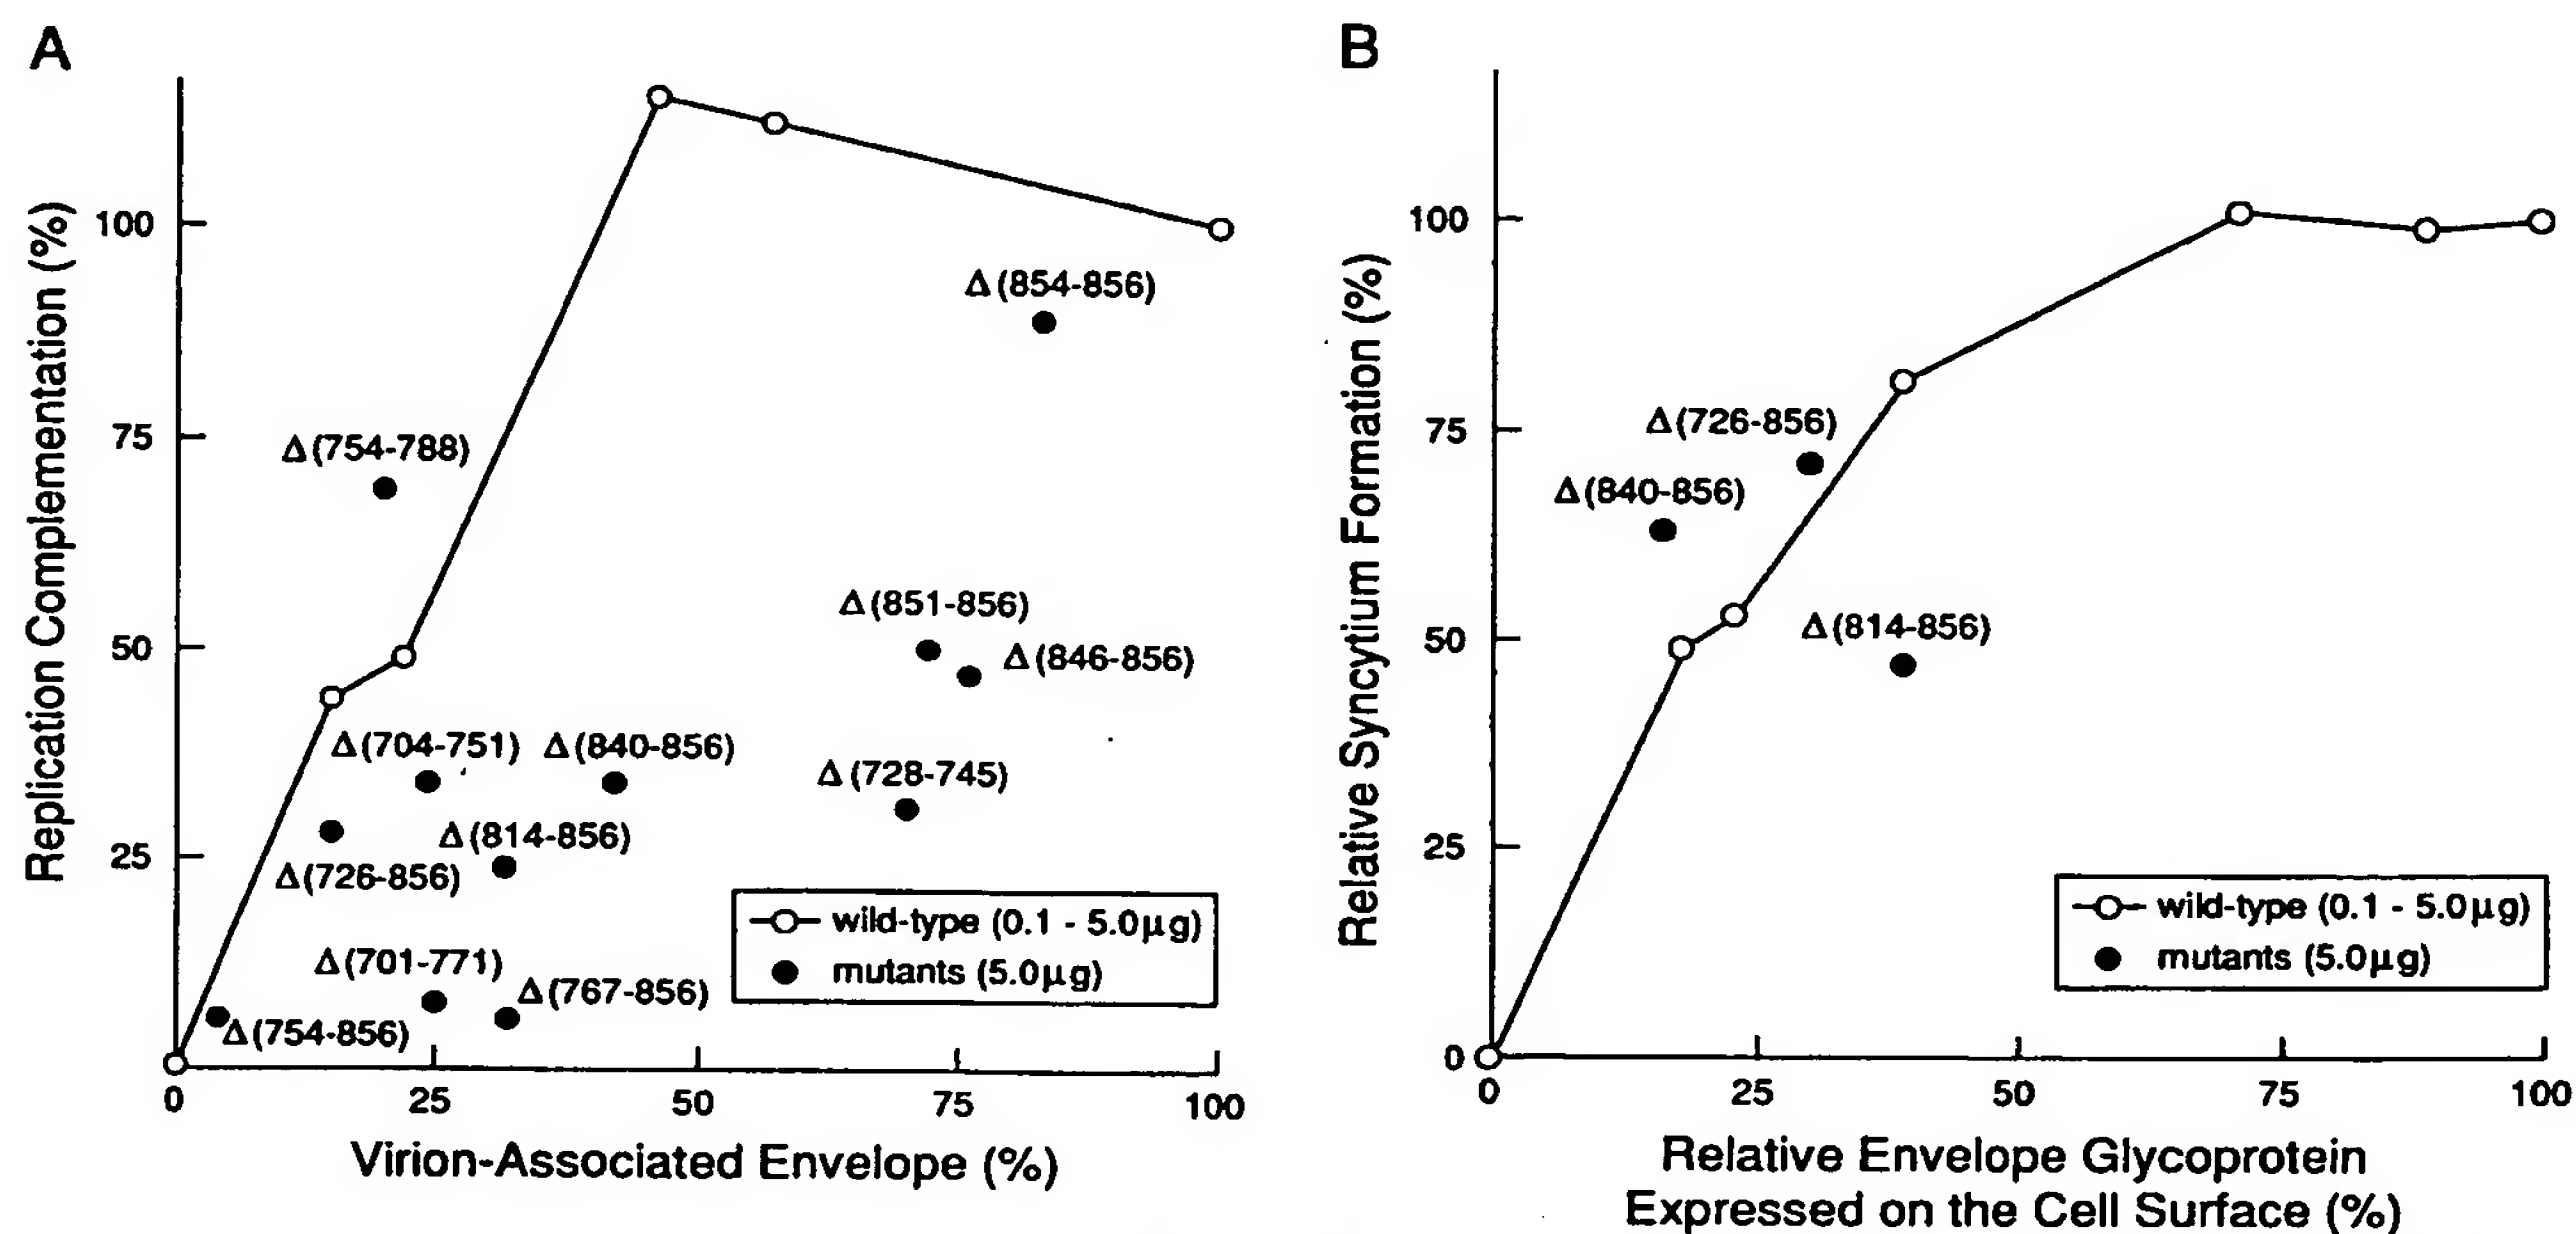 A
Replication Complementation (%)
100
75
50
25
Δ(854-856)
Δ(754-788)
Δ(851-856)
Δ(846-856)
Δ(704-751)
Δ(840-856)
Δ(728-745)
Δ(814-856)
Δ(726-856)
Δ(701-771)
Δ(767-856)
Δ(754-856)
wild-type (0.1 - 5.0μg)
mutants (5.0μg)
0
25
50
75
100
Virion-Associated Envelope (%)
B
Relative Syncytium Formation (%)
100
75
50
25
0
Δ(726-856)
Δ(840-856)
Δ(814-856)
wild-type (0.1 - 5.0μg)
mutants (5.0μg)
0
25
50
75
100
Relative Envelope Glycoprotein
Expressed on the Cell Surface (%)